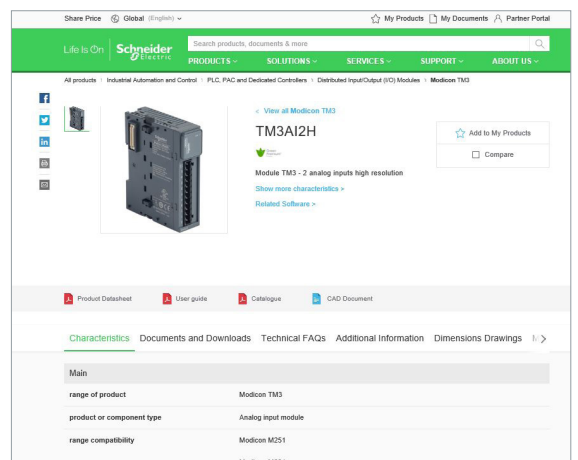 Share Price Global (English) My Products My Documents Partner Portal
Life Is On Schneider Electric
Search products, documents & more
PRODUCTS SOLUTIONS SERVICES SUPPORT ABOUT US
All products Industrial Automation and Control PLC, PAC and Dedicated Controllers Distributed Input/Output (I/O) Modules Modicon TM3
< View all Modicon TM3
TM3AI2H
Add to My Products
Compare
Module TM3 - 2 analog inputs high resolution
Show more characteristics >
Related Software >
Product Datasheet User guide Catalogue CAD Document
Characteristics Documents and Downloads Technical FAQs Additional Information Dimensions Drawings
Main
range of product Modicon TM3
product or component type Analog input module
range compatibility Modicon M251